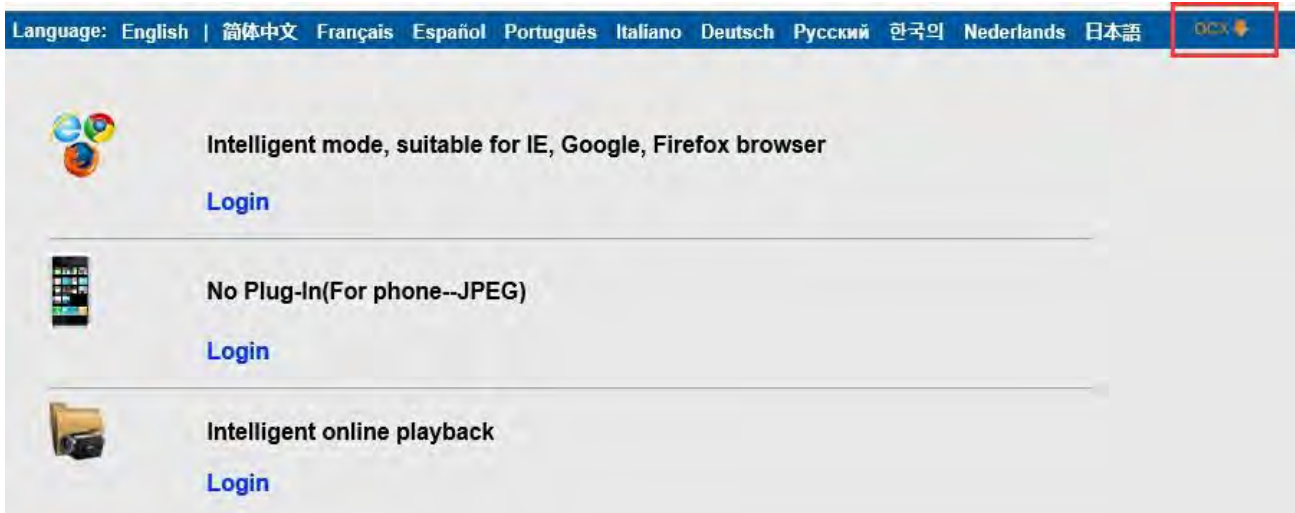 Language: English | 简体中文 Français Español Português Italiano Deutsch Русский 한국의 Nederlands 日本語 OCX
Intelligent mode, suitable for IE, Google, Firefox browser
Login
No Plug-In(For phone--JPEG)
Login
Intelligent online playback
Login